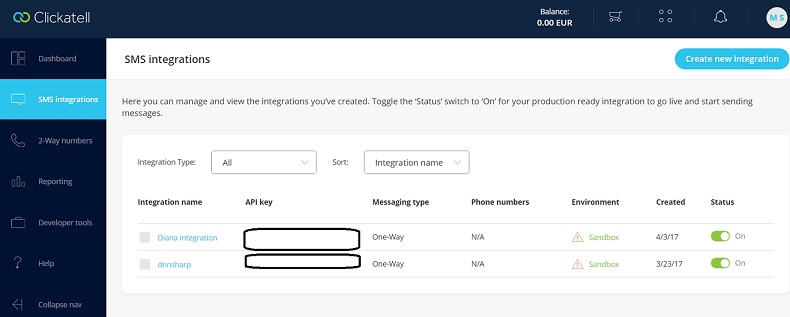 Clickatell
Balance:
0.00 EUR
M S
Dashboard
SMS integrations
2-Way numbers
Reporting
Developer tools
Help
Collapse nav
SMS integrations
Create new integration
Here you can manage and view the integrations you've created. Toggle the 'Status' switch to 'On' for your production ready integration to go live and start sending
messages.
Integration Type: All Sort: Integration name
Integration name API key Messaging type Phone numbers Environment Created Status
Diana integration One-Way N/A Sandbox 4/3/17 On
dnnsharp One-Way N/A Sandbox 3/23/17 On